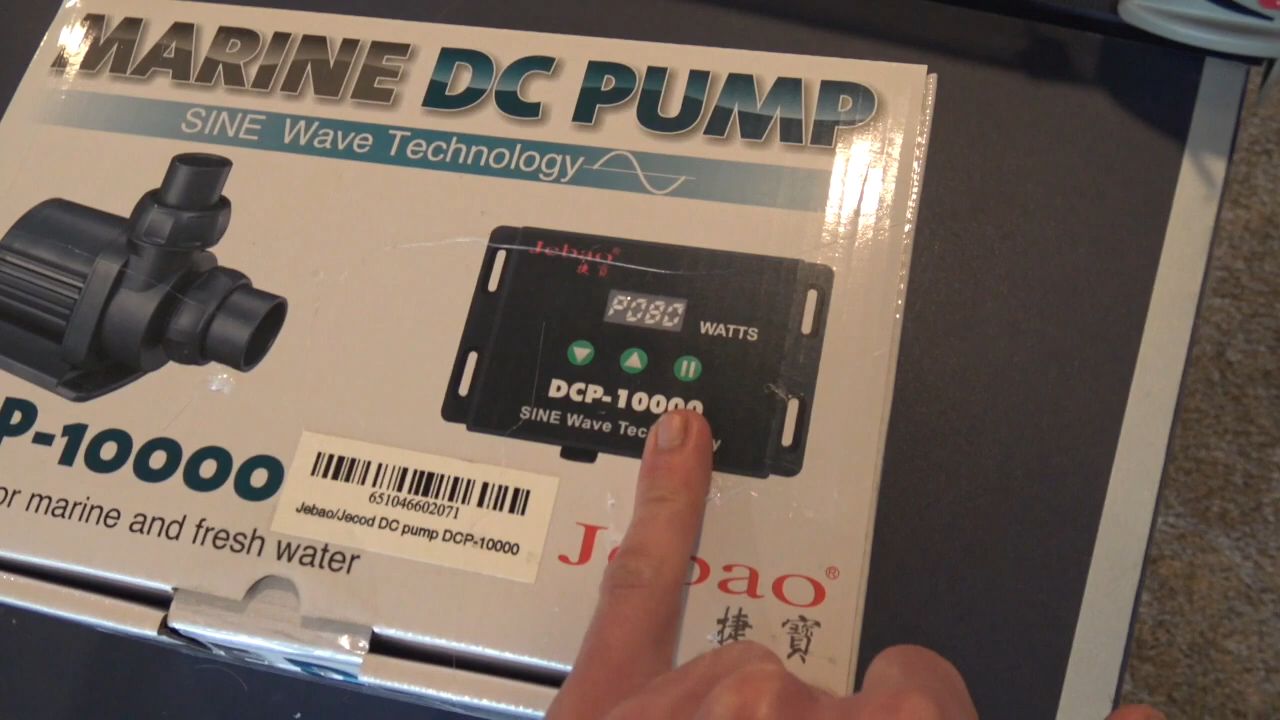 MARINE DC PUMP
SINE Wave Technology
Jebao®
捷寶
P080
WATTS
DCP-10000
SINE Wave Tec y
P-10000
or marine and fresh water
651046602071
Jebao/Jecod DC pump DCP-10000
Jebao®
捷寶